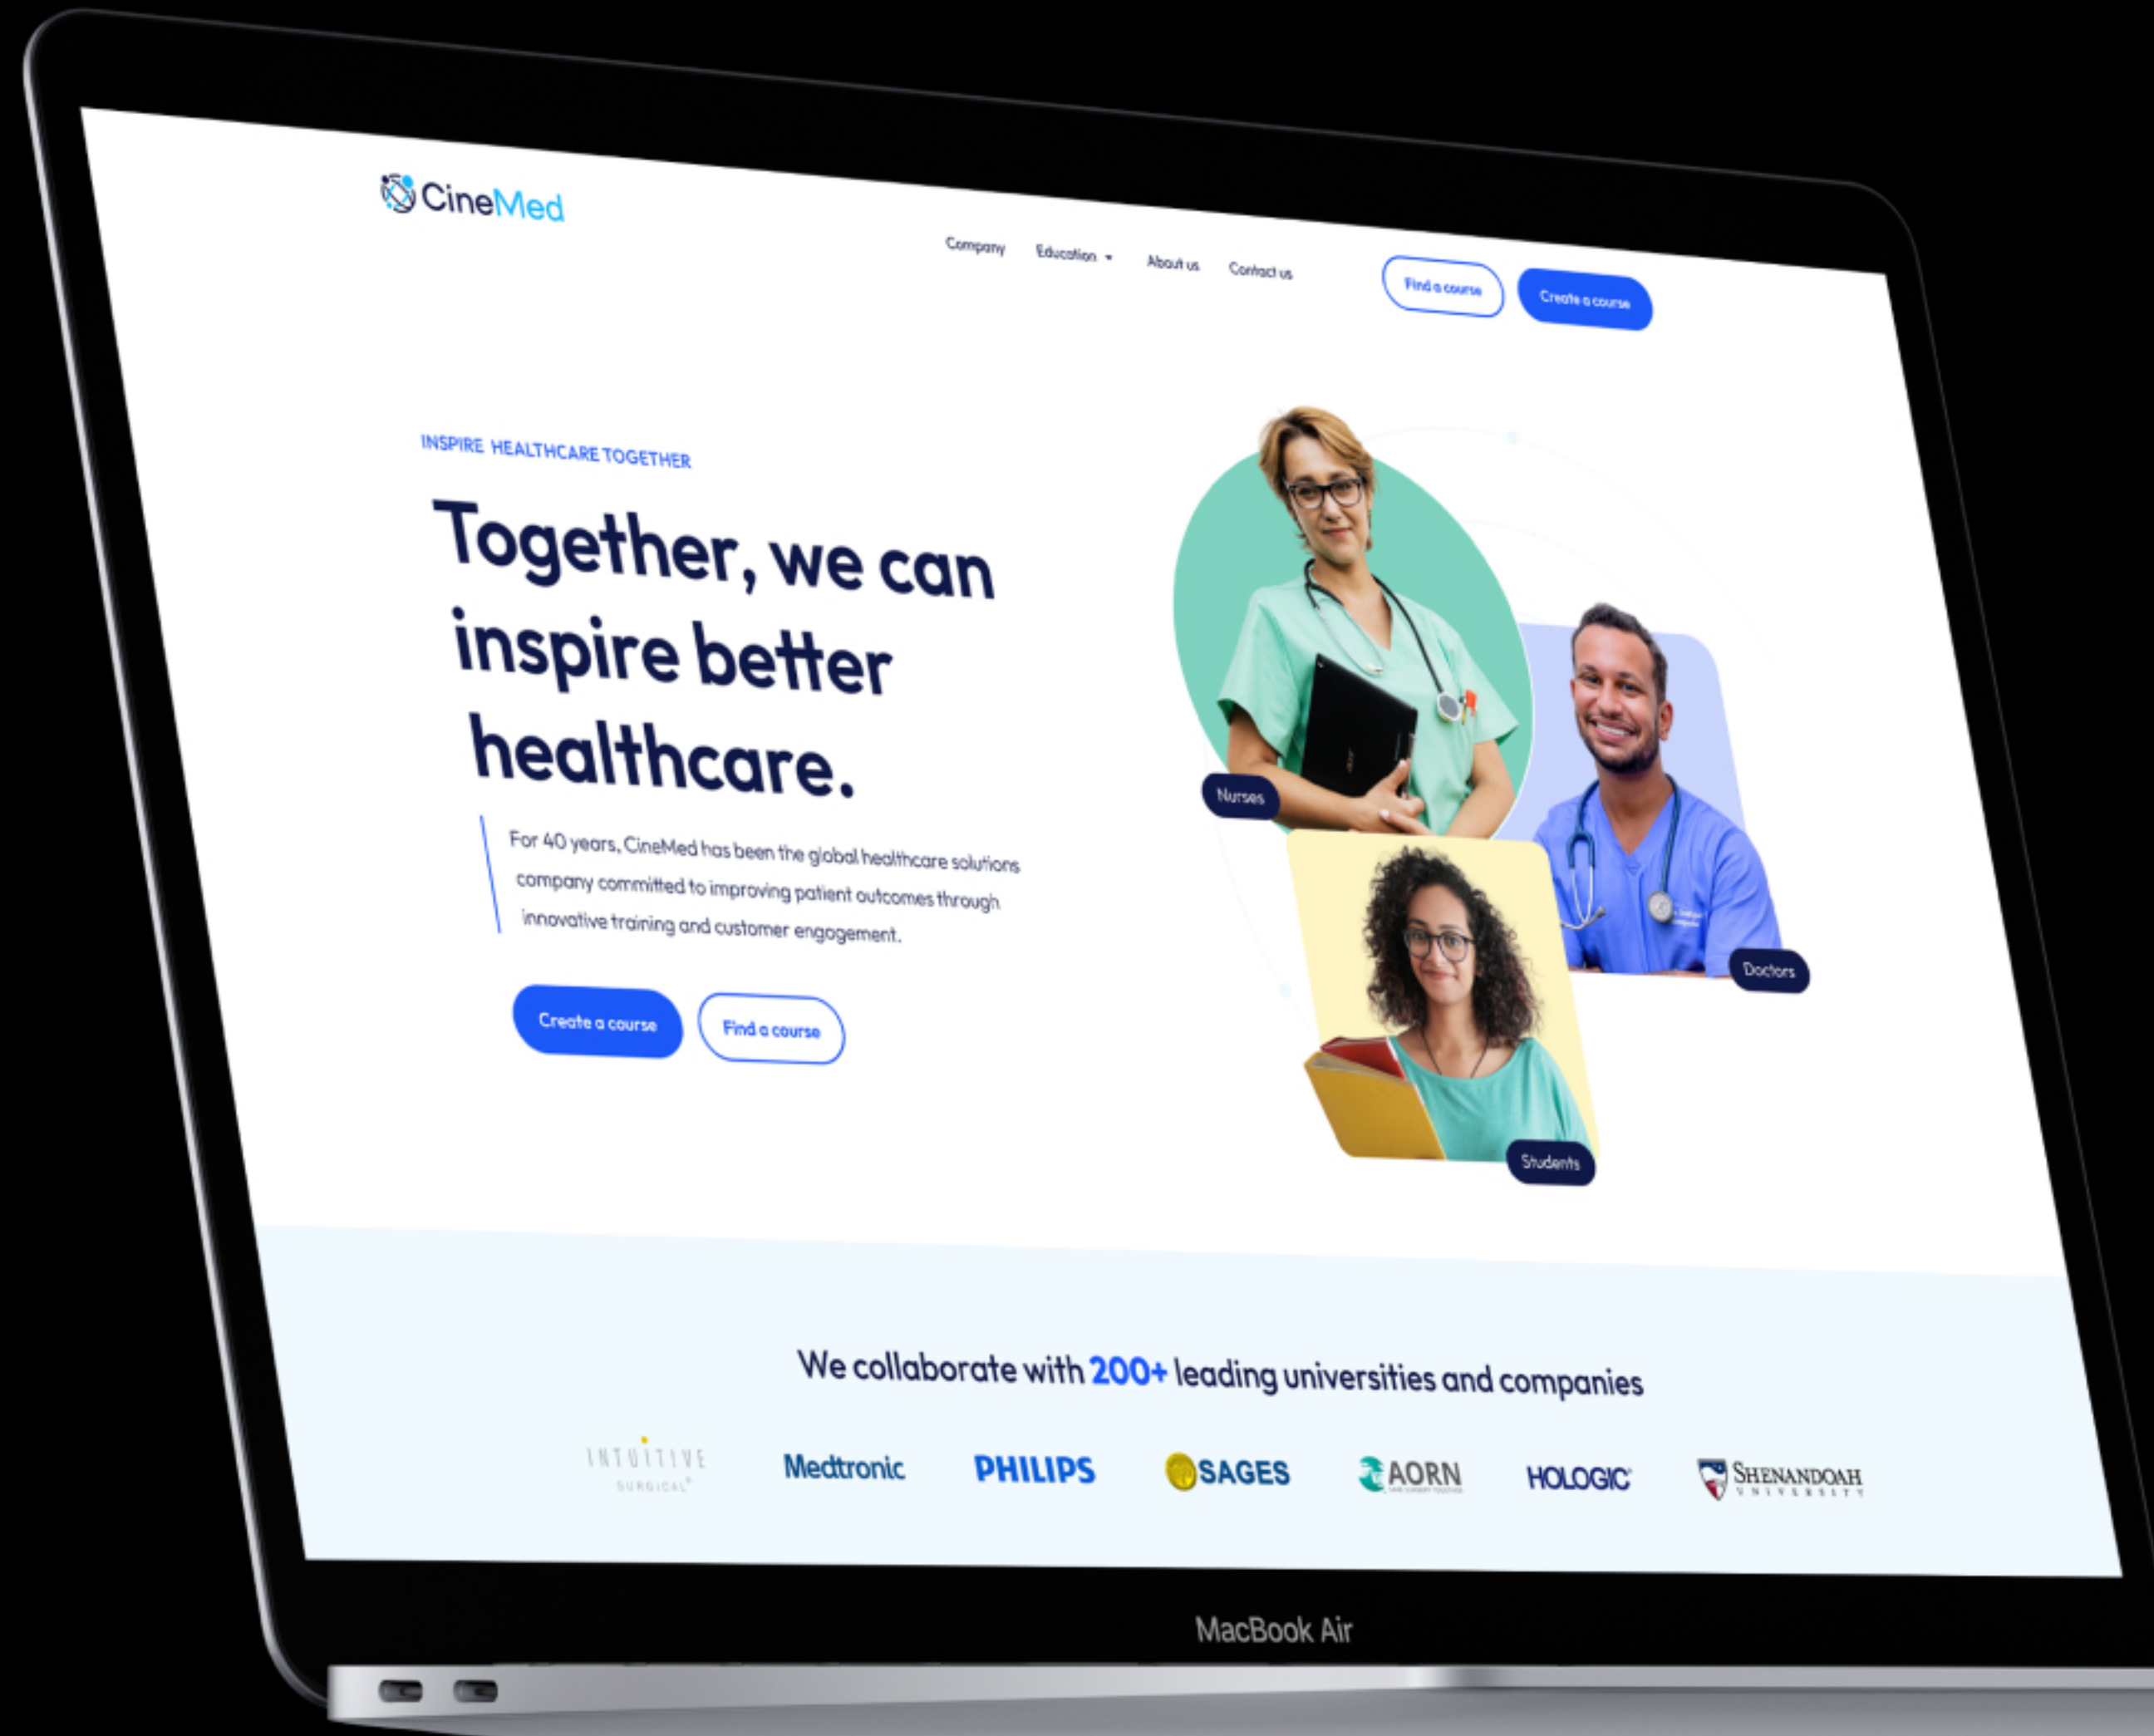 CineMed
Company Education About us Contact us Find a course Create a course
INSPIRE HEALTHCARE TOGETHER
Together, we can
inspire better
healthcare.
For 40 years, CineMed has been the global healthcare solutions
company committed to improving patient outcomes through
innovative training and customer engagement.
Create a course Find a course
Nurses
Doctors
Students
acer
We collaborate with 200+ leading universities and companies
INTUITIVE
SURGICAL®
Medtronic
PHILIPS
SAGES
AORN
HOLOGIC®
SHENANDOAH
UNIVERSITY
MacBook Air